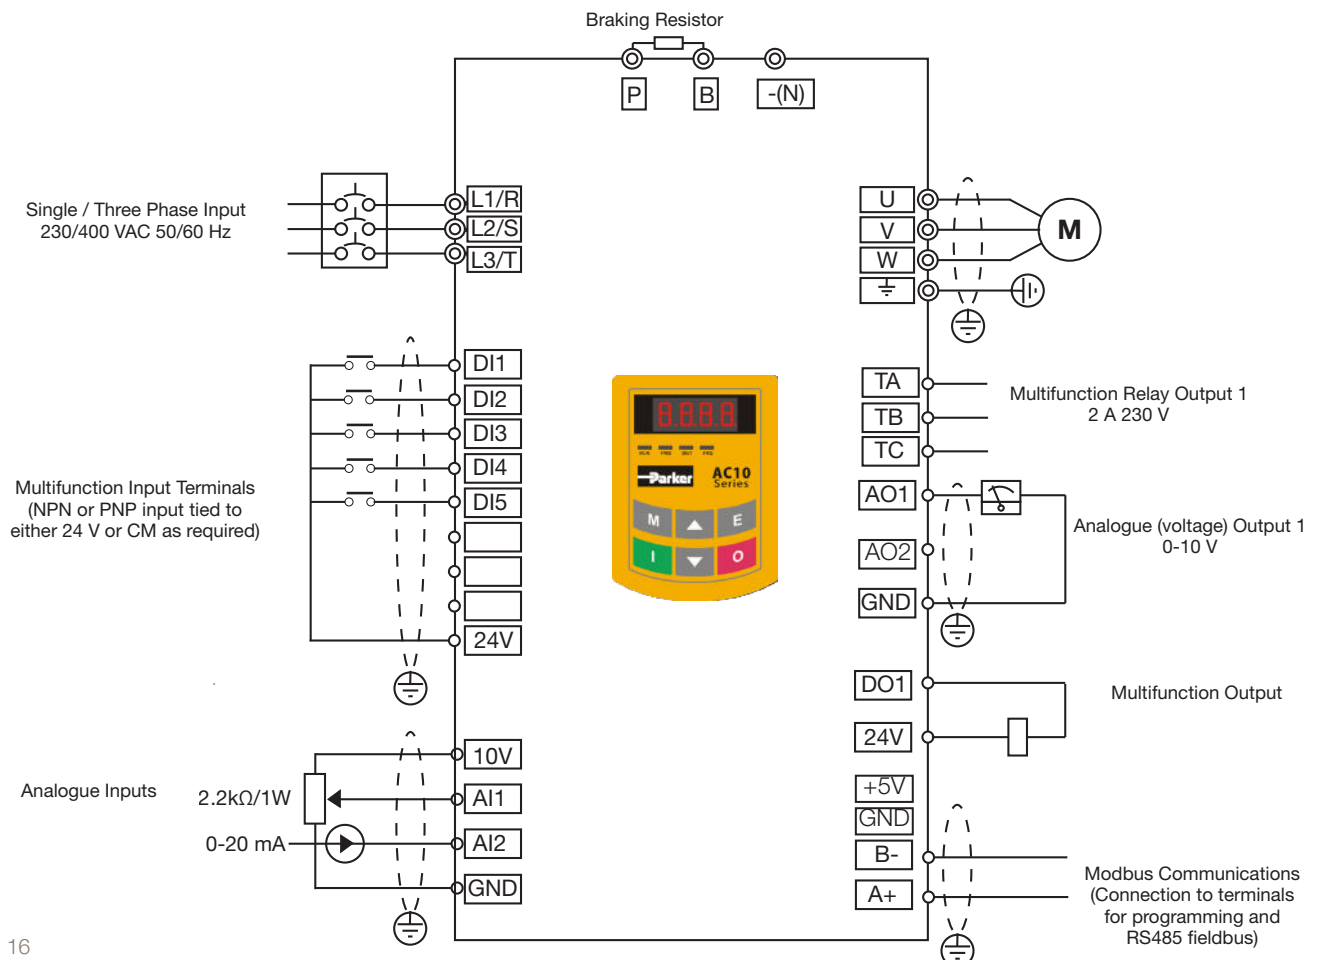 Braking Resistor
P
B
-(N)
Single / Three Phase Input
230/400 VAC 50/60 Hz
L1/R
L2/S
L3/T
U
V
W
M
DI1
DI2
DI3
DI4
DI5
24V
Multifunction Input Terminals
(NPN or PNP input tied to
either 24 V or CM as required)
8.8.8.8
Parker
AC10
Series
M
E
I
O
TA
TB
TC
Multifunction Relay Output 1
2 A 230 V
AO1
AO2
GND
Analogue (voltage) Output 1
0-10 V
DO1
24V
Multifunction Output
10V
AI1
AI2
GND
Analogue Inputs
2.2kΩ/1W
0-20 mA
+5V
GND
B-
A+
Modbus Communications
(Connection to terminals
for programming and
RS485 fieldbus)
16